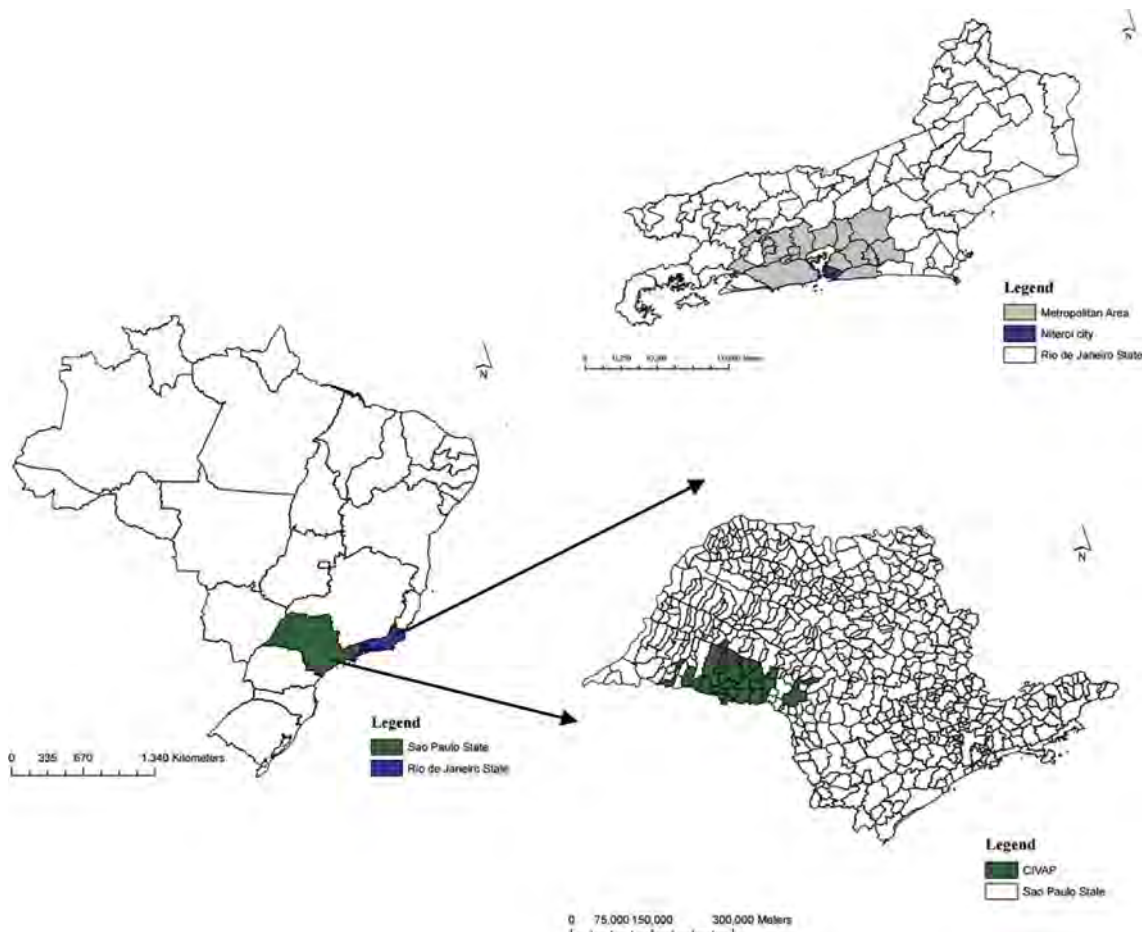 N
Legend
Metropolitan Area
Niteroi city
Rio de Janeiro State
0
N
Legend
Sao Paulo State
Rio de Janeiro State
0 335 670 1.340 Kilometers
N
Legend
CIVAP
Sao Paulo State
0 75,000 150,000 300,000 Meters